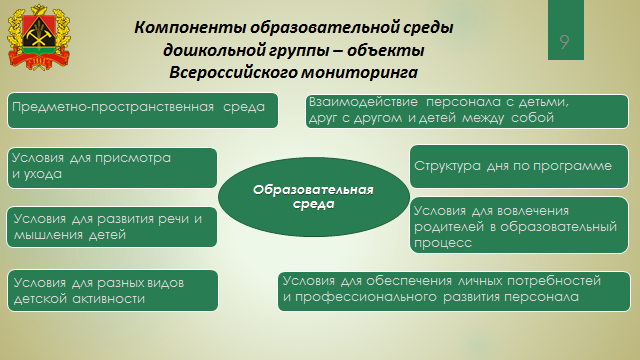 Компоненты образовательной среды
дошкольной группы – объекты
Всероссийского мониторинга
9
Предметно-пространственная среда
Взаимодействие персонала с детьми,
друг с другом и детей между собой
Условия для присмотра
и ухода
Структура дня по программе
Образовательная
среда
Условия для развития речи и
мышления детей
Условия для вовлечения
родителей в образовательный
процесс
Условия для разных видов
детской активности
Условия для обеспечения личных потребностей
и профессионального развития персонала